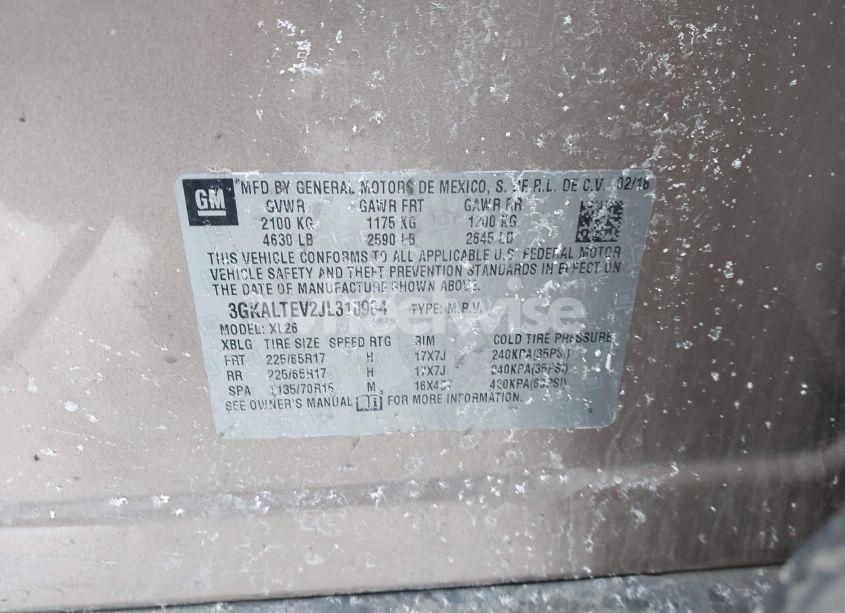 GM
MFD BY GENERAL MOTORS DE MEXICO, S. DE R.L. DE C.V. 02/18
GVWR GAWR FRT GAWR RR
2100 KG 1175 KG 1200 KG
4630 LB 2590 LB 2645 LB
THIS VEHICLE CONFORMS TO ALL APPLICABLE U.S. FEDERAL MOTOR
VEHICLE SAFETY AND THEFT PREVENTION STANDARDS IN EFFECT ON
THE DATE OF MANUFACTURE SHOWN ABOVE.
TYPE: M.P.V.
MODEL: XL26
XBLG TIRE SIZE SPEED RTG RIM COLD TIRE PRESSURE
FRT 225/65R17 H 17X7J 240KPA(35PSI)
RR 225/65R17 H 17X7J 240KPA(35PSI)
SPA T135/70R16 M 420KPA(60PSI)
SEE OWNER'S MANUAL FOR MORE INFORMATION.
wheelwise